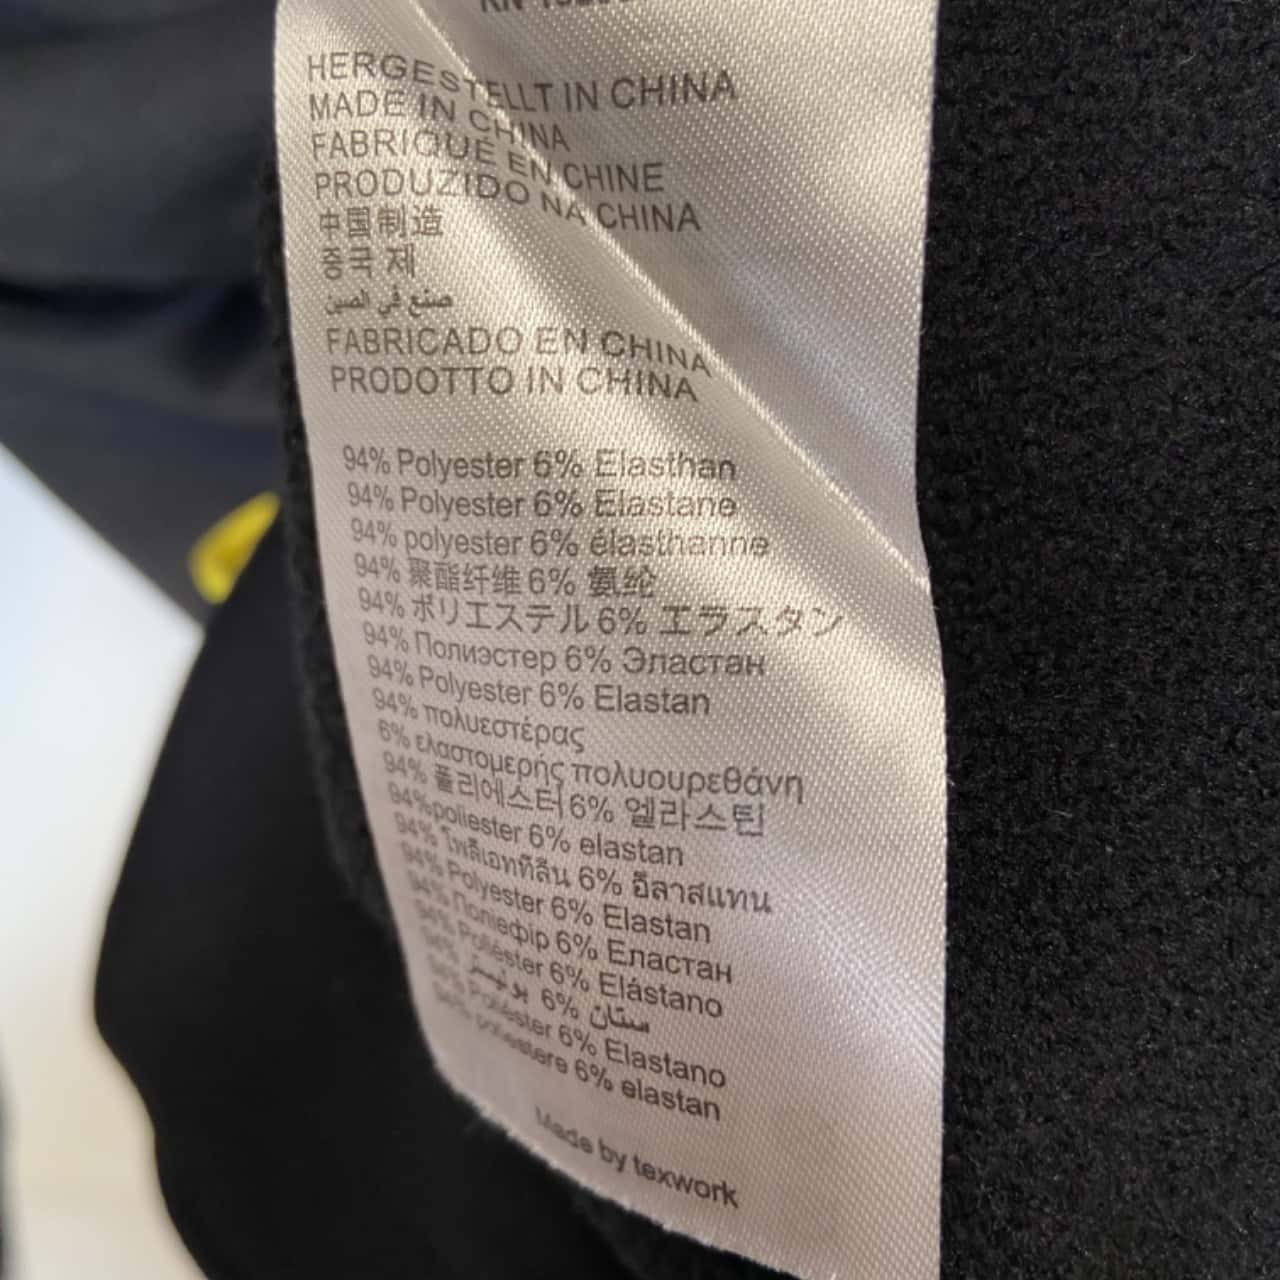 HERGESTELLT IN CHINA
MADE IN CHINA
FABRIQUE EN CHINE
PRODUZIDO NA CHINA
中国制造
중국 제
صنع في الصين
FABRICADO EN CHINA
PRODOTTO IN CHINA
94% Polyester 6% Elasthan
94% Polyester 6% Elastane
94% polyester 6% élasthanne
94% 聚酯纤维 6% 氨纶
94% ポリエステル 6% エラスタン
94% Полиэстер 6% Эластан
94% Polyester 6% Elastan
94% πολυεστέρας
6% ελαστομερής πολυουρεθάνη
94% 폴리에스터 6% 엘라스틴
94%poliester 6% elastan
94% โพลีเอททีลีน 6% อีลาสแทน
94% Polyester 6% Elastan
94% Поліефір 6% Еластан
94% Poliéster 6% Elástano
94% بوليستر 6% ستان
94% Poliéster 6% Elastano
94% poliestere 6% elastan
Made by texwork